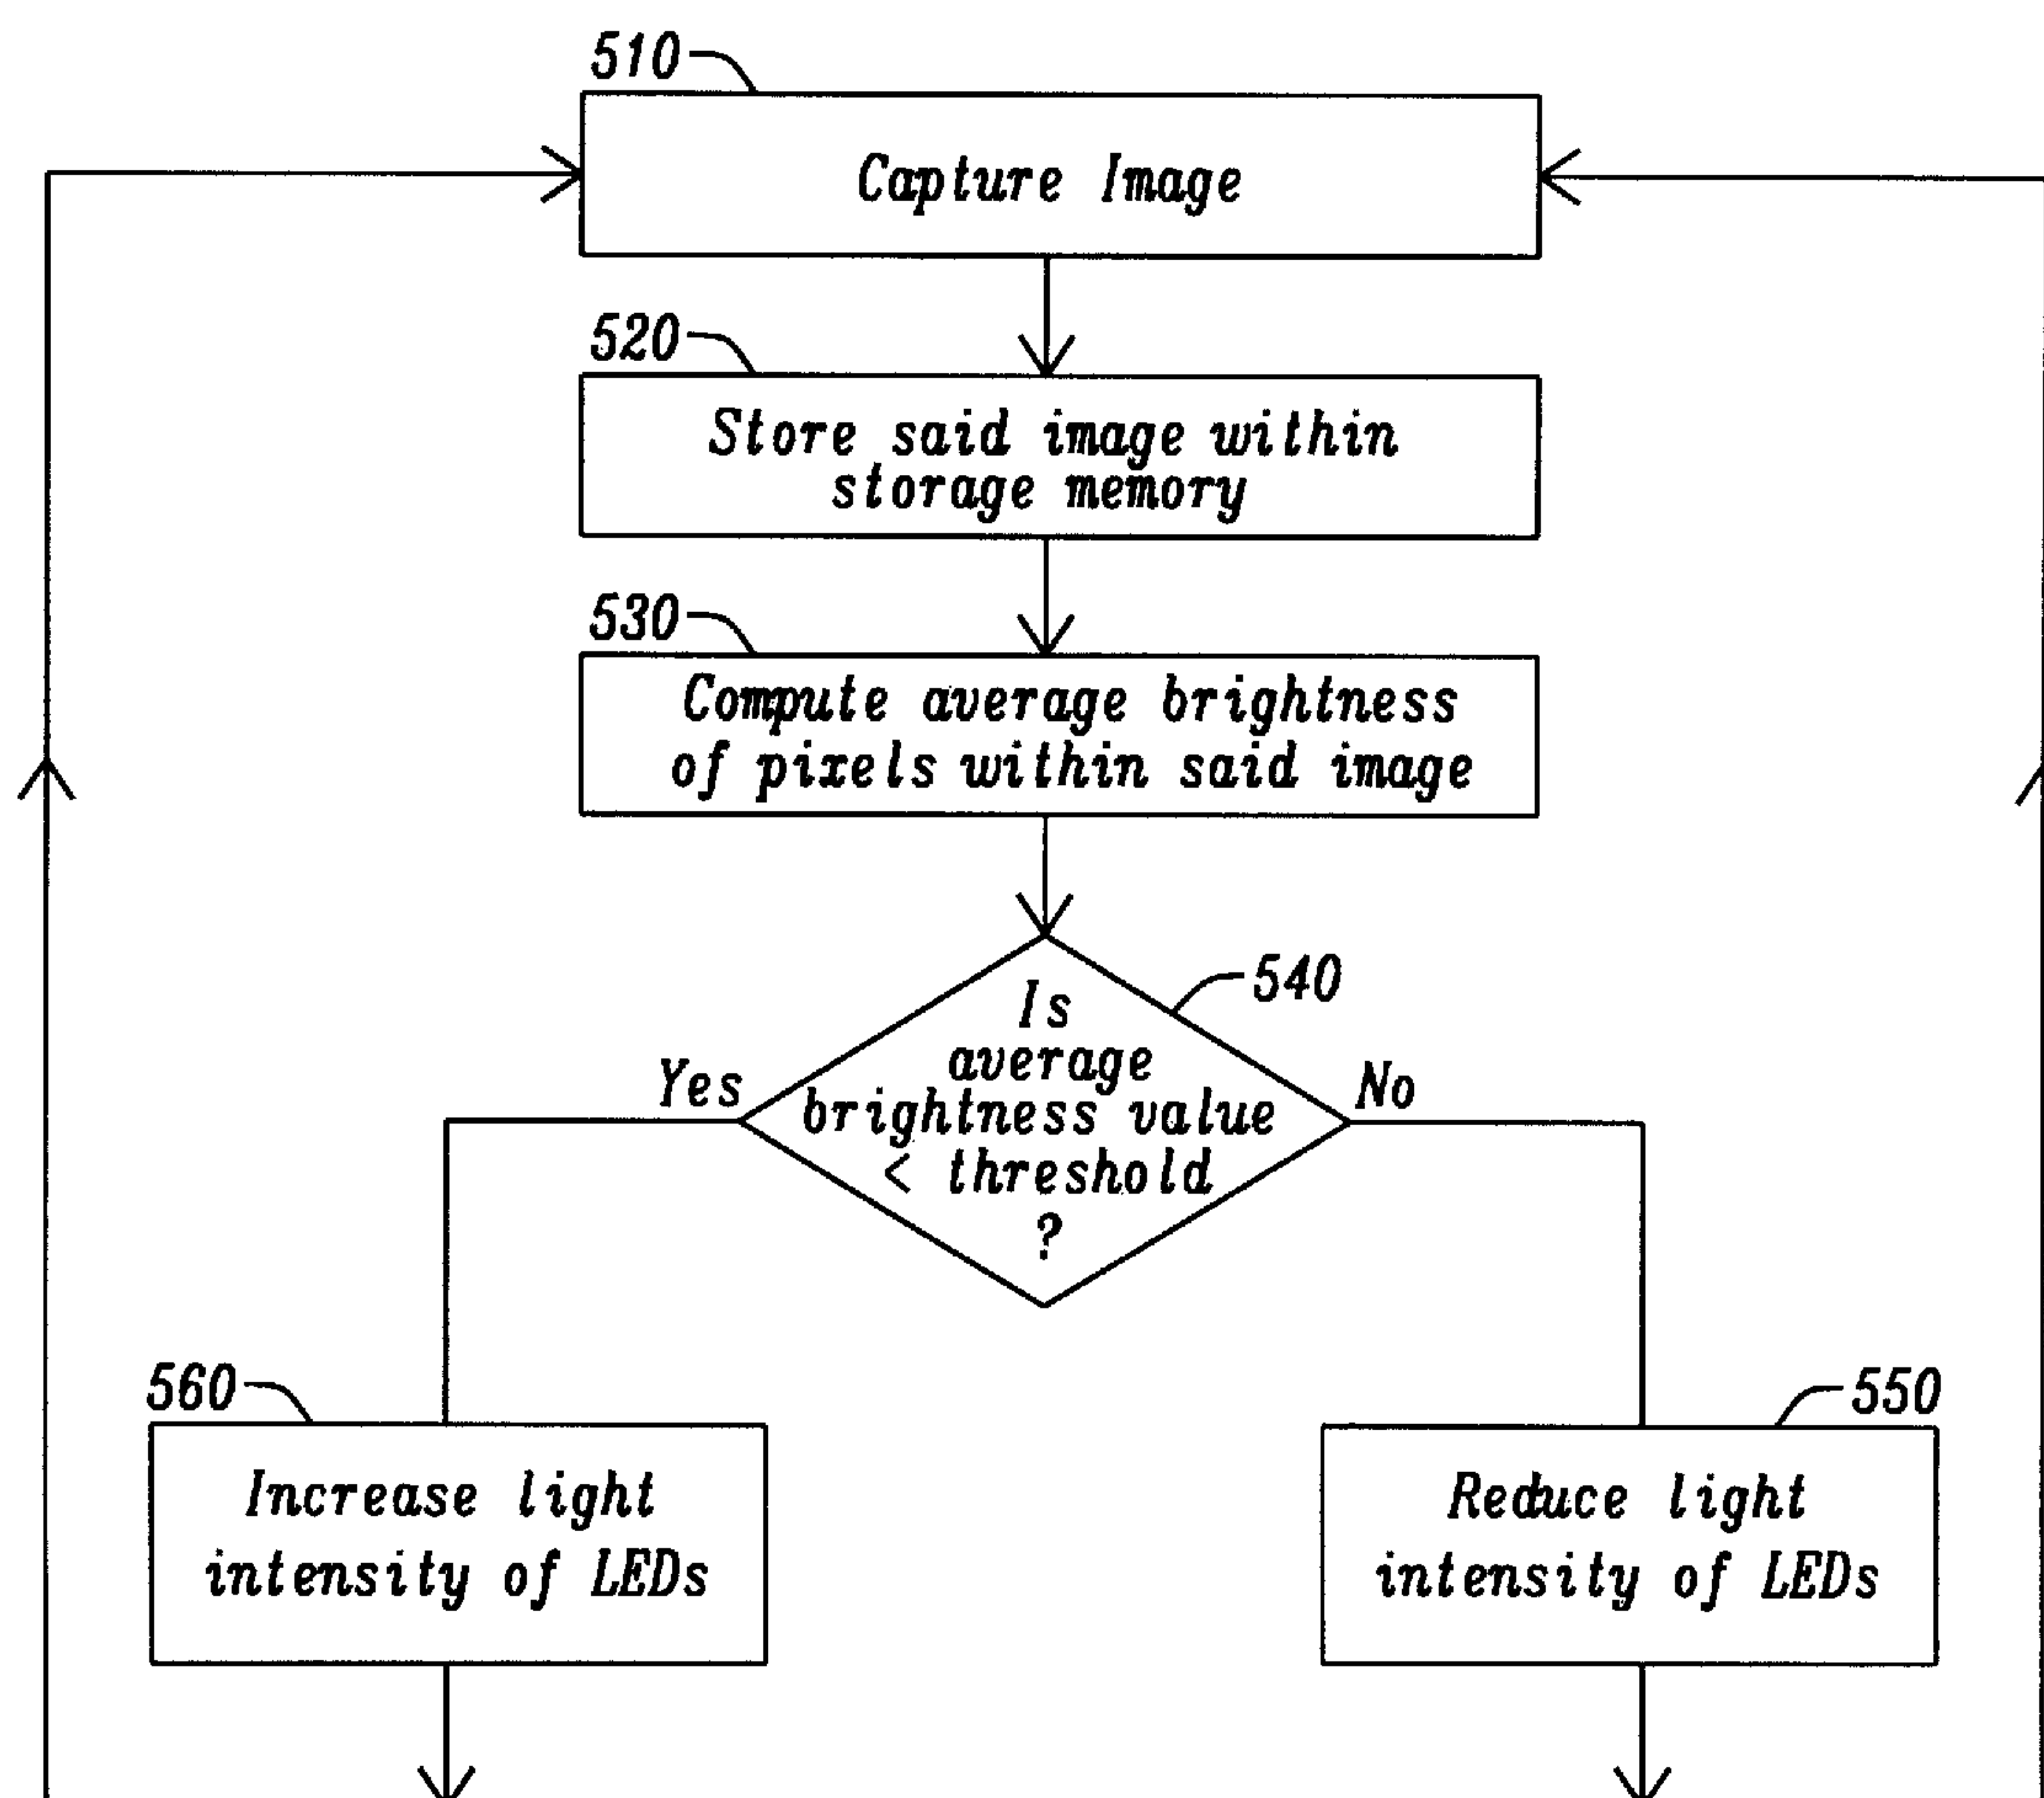 510
Capture Image
520
Store said image within
storage memory
530
Compute average brightness
of pixels within said image
540
Is
average
brightness value
< threshold
?
Yes
No
560
Increase light
intensity of LEDs
550
Reduce light
intensity of LEDs